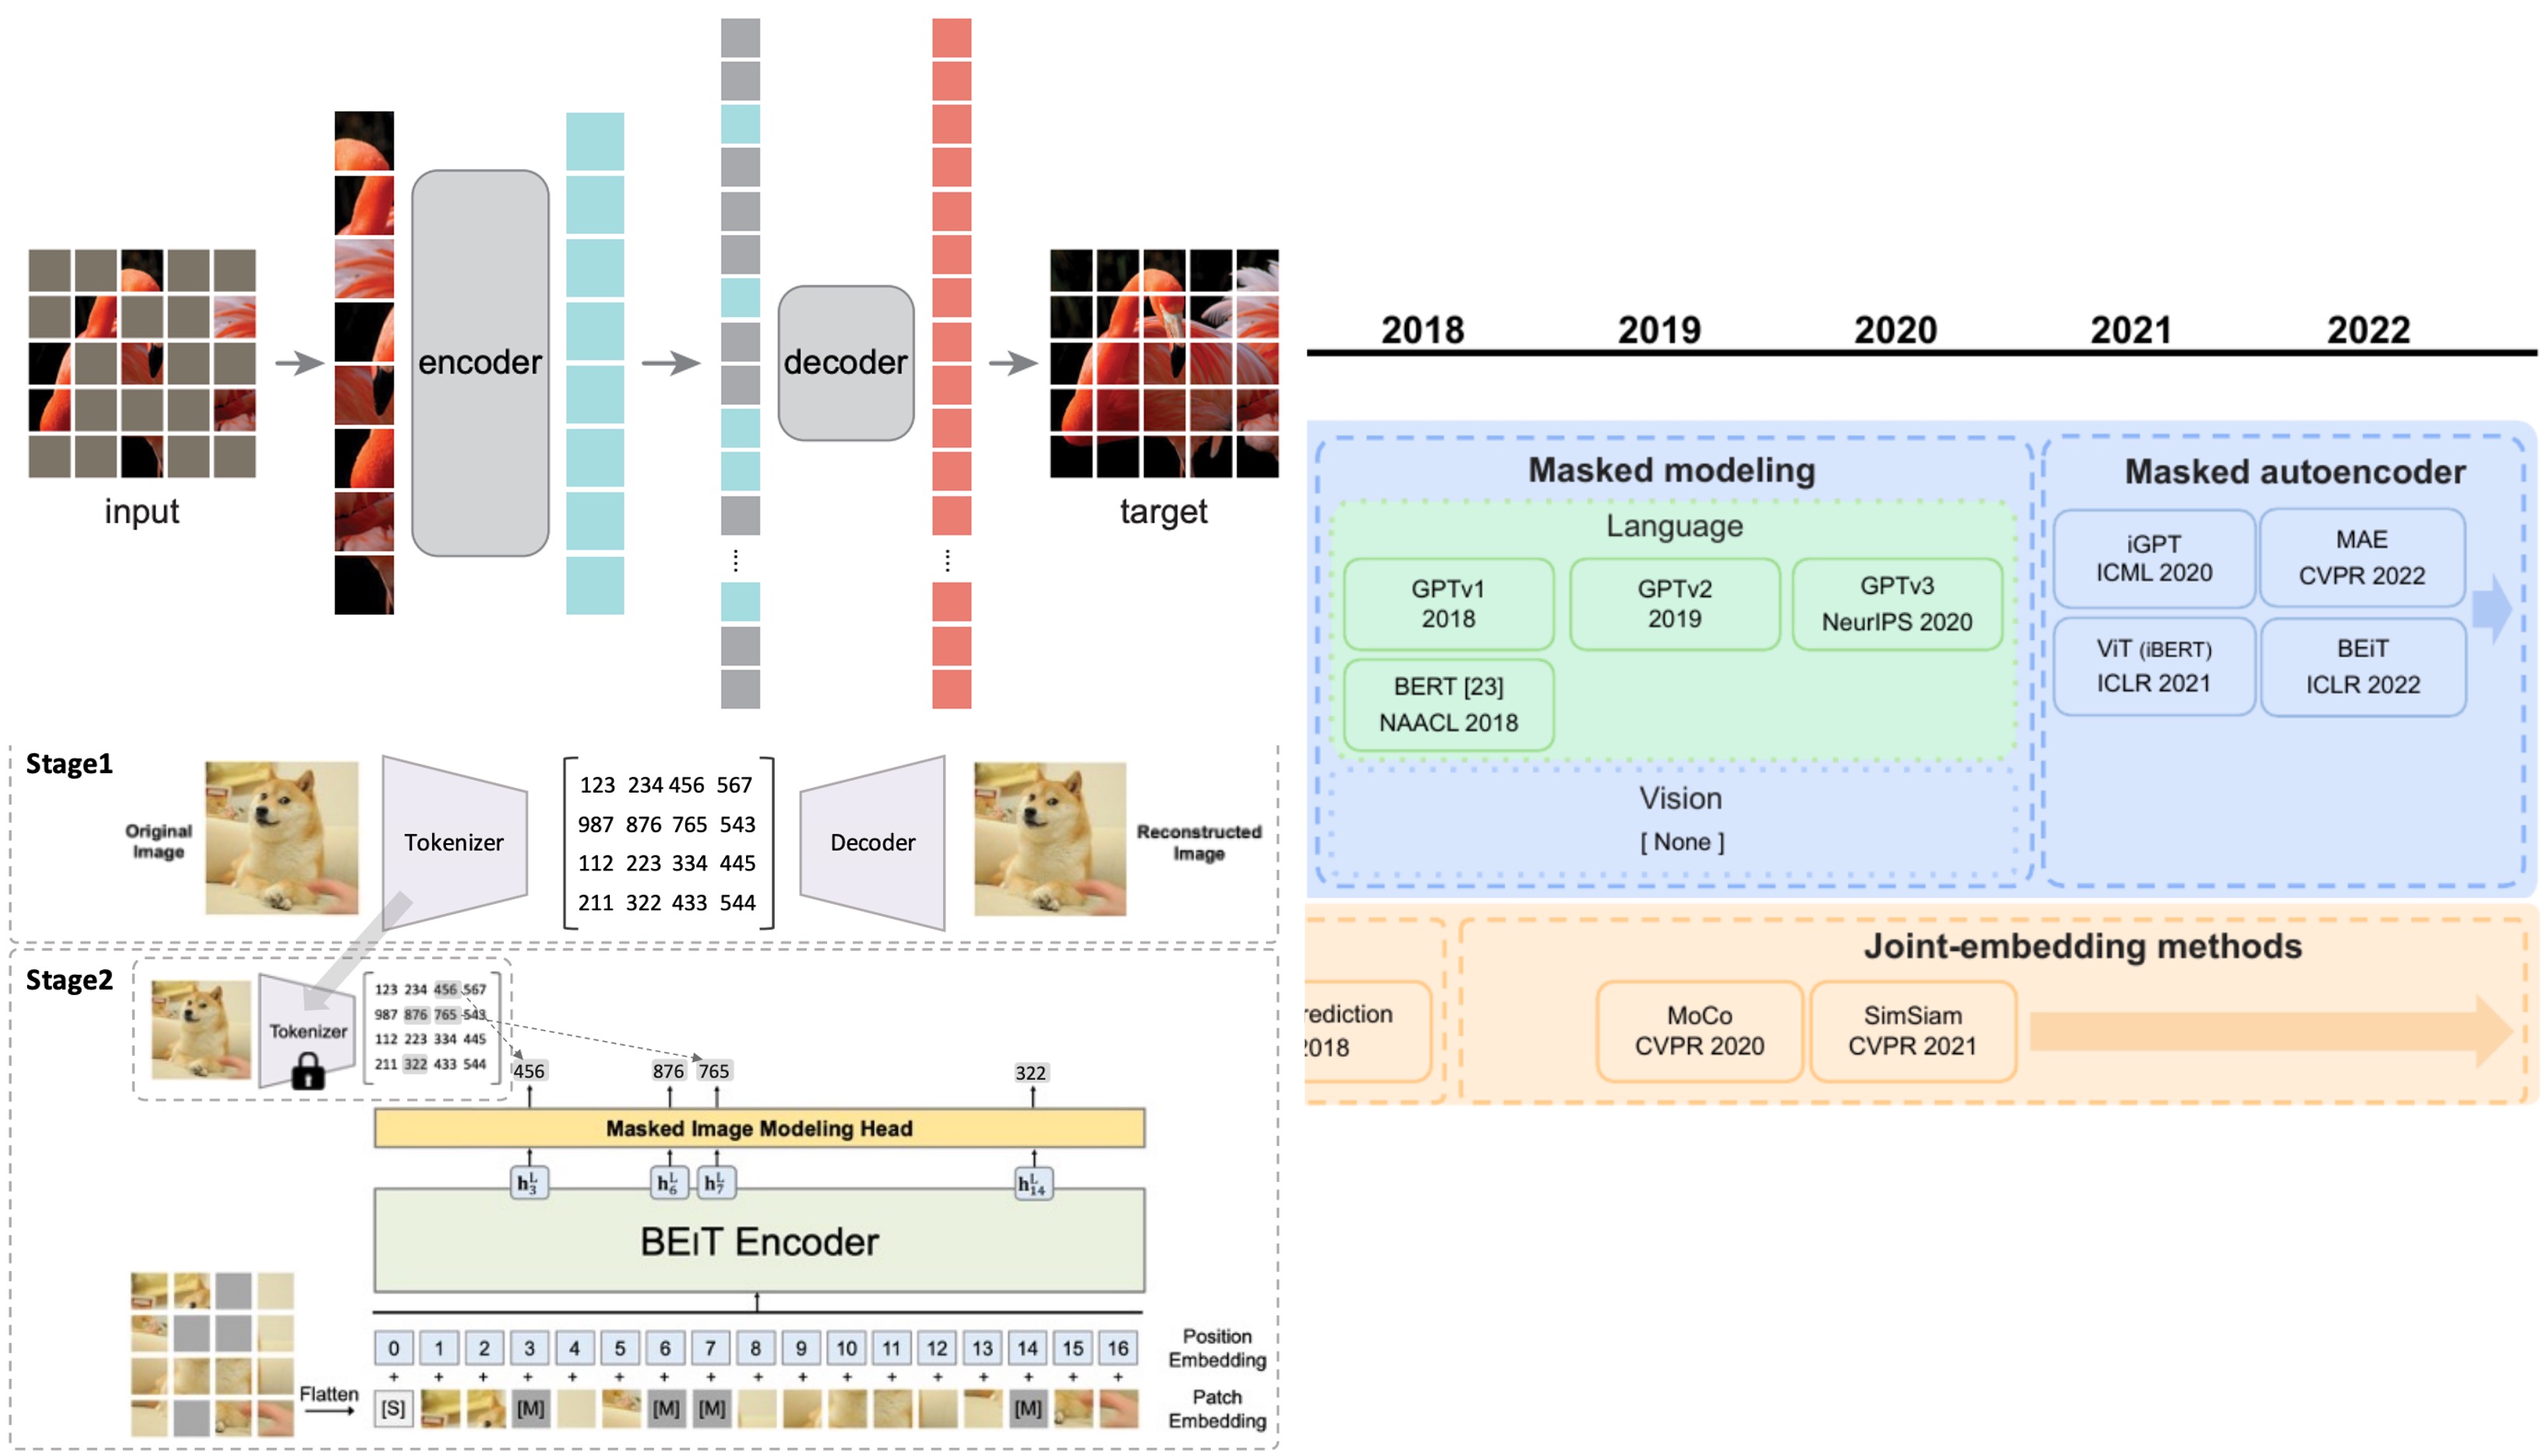 input
encoder
decoder
target
Stage1
Original
Image
Tokenizer
123 234 456 567
987 876 765 543
112 223 334 445
211 322 433 544
Decoder
Reconstructed
Image
Stage2
Tokenizer
123 234 456 567
987 876 765 543
112 223 334 445
211 322 433 544
456 876 765 322
Masked Image Modeling Head
h_3^L h_6^L h_7^L h_14^L
BEiT Encoder
0 1 2 3 4 5 6 7 8 9 10 11 12 13 14 15 16
Position
Embedding
+ + + + + + + + + + + + + + + + +
Flatten
[S] [M] [M] [M] [M]
Patch
Embedding
2018 2019 2020 2021 2022
Masked modeling
Language
GPTv1
2018
GPTv2
2019
GPTv3
NeurIPS 2020
BERT [23]
NAACL 2018
Vision
[ None ]
Masked autoencoder
iGPT
ICML 2020
MAE
CVPR 2022
ViT (iBERT)
ICLR 2021
BEiT
ICLR 2022
Joint-embedding methods
rediction
2018
MoCo
CVPR 2020
SimSiam
CVPR 2021